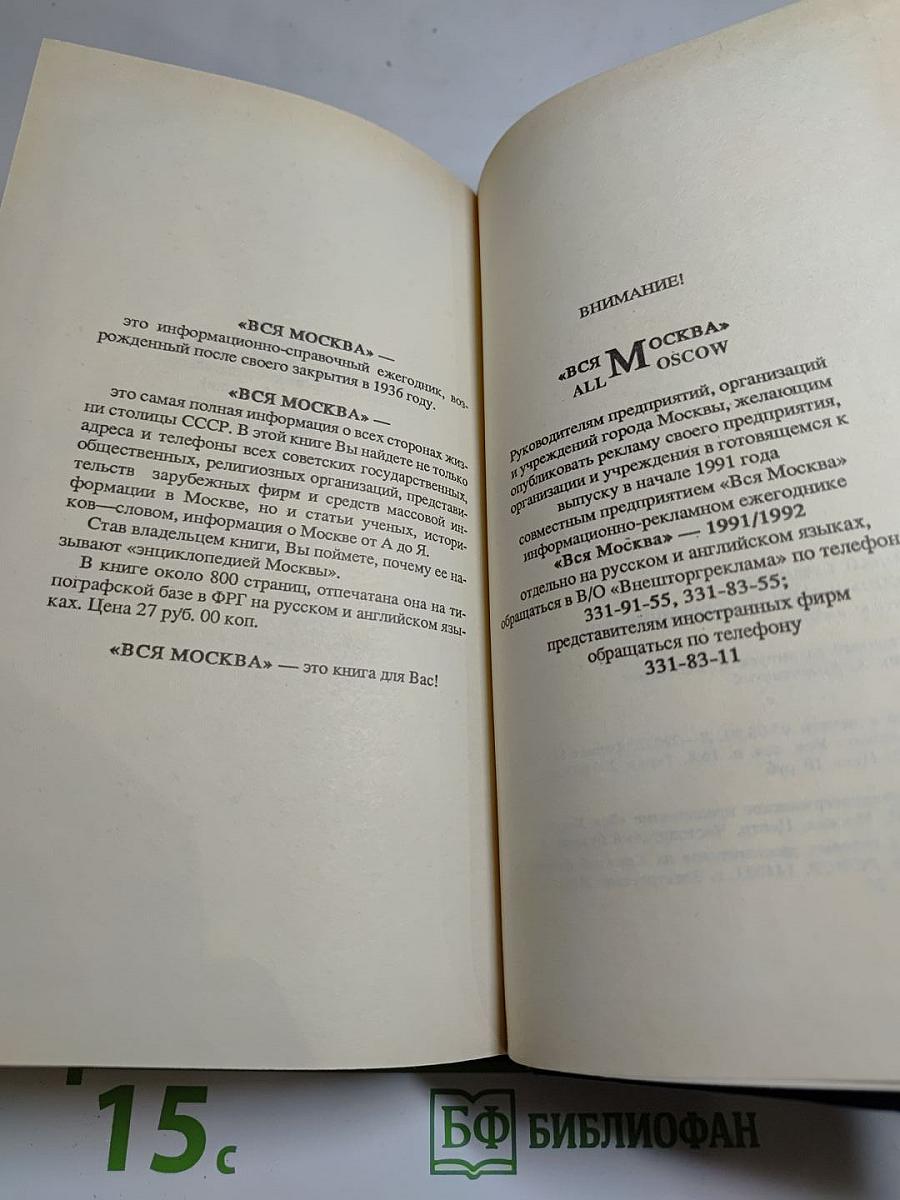 «ВСЯ МОСКВА» —
это информационно-справочный ежегодник, воз-
рожденный после своего закрытия в 1936 году.
«ВСЯ МОСКВА» —
это самая полная информация о всех сторонах жиз-
ни столицы СССР. В этой книге Вы найдете не только
адреса и телефоны всех советских государственных,
общественных, религиозных организаций, представи-
тельств зарубежных фирм и средств массовой ин-
формации в Москве, но и статьи ученых, истори-
ков—словом, информация о Москве от А до Я.
Став владельцем книги, Вы поймете, почему ее на-
зывают «энциклопедией Москвы».
В книге около 800 страниц, отпечатана она на ти-
пографской базе в ФРГ на русском и английском язы-
ках. Цена 27 руб. 00 коп.
«ВСЯ МОСКВА» — это книга для Вас!
ВНИМАНИЕ!
«ВСЯ МОСКВА»
ALL MOSCOW
Руководителям предприятий, организаций
и учреждений города Москвы, желающим
опубликовать рекламу своего предприятия,
организации и учреждения в готовящемся к
выпуску в начале 1991 года
совместным предприятием «Вся Москва»
информационно-рекламном ежегоднике
«Вся Москва» — 1991/1992
отдельно на русском и английском языках,
обращаться в В/О «Внешторгреклама» по телефон
331-91-55, 331-83-55;
представителям иностранных фирм
обращаться по телефону
331-83-11
15 с
БФ БИБЛИОФАН